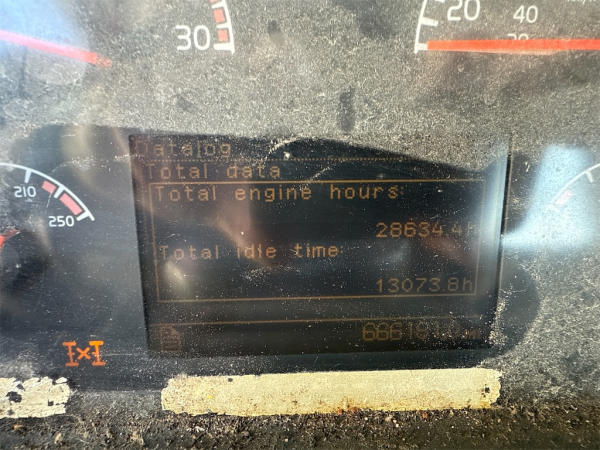 30
20
40
210
250
Datalog
Total data
Total engine hours:
28634.4h
Total idle time:
13073.8h